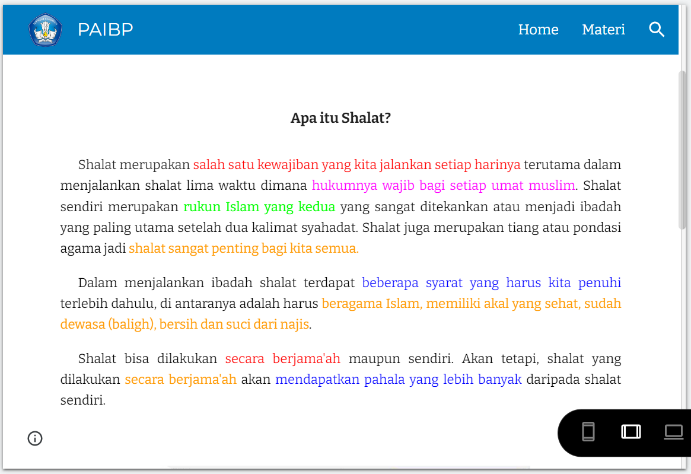 PAIBP
Home
Materi
Apa itu Shalat?
Shalat merupakan salah satu kewajiban yang kita jalankan setiap harinya terutama dalam
menjalankan shalat lima waktu dimana hukumnya wajib bagi setiap umat muslim. Shalat
sendiri merupakan rukun Islam yang kedua yang sangat ditekankan atau menjadi ibadah
yang paling utama setelah dua kalimat syahadat. Shalat juga merupakan tiang atau pondasi
agama jadi shalat sangat penting bagi kita semua.
Dalam menjalankan ibadah shalat terdapat beberapa syarat yang harus kita penuhi
terlebih dahulu, di antaranya adalah harus beragama Islam, memiliki akal yang sehat, sudah
dewasa (baligh), bersih dan suci dari najis.
Shalat bisa dilakukan secara berjama'ah maupun sendiri. Akan tetapi, shalat yang
dilakukan secara berjama'ah akan mendapatkan pahala yang lebih banyak daripada shalat
sendiri.